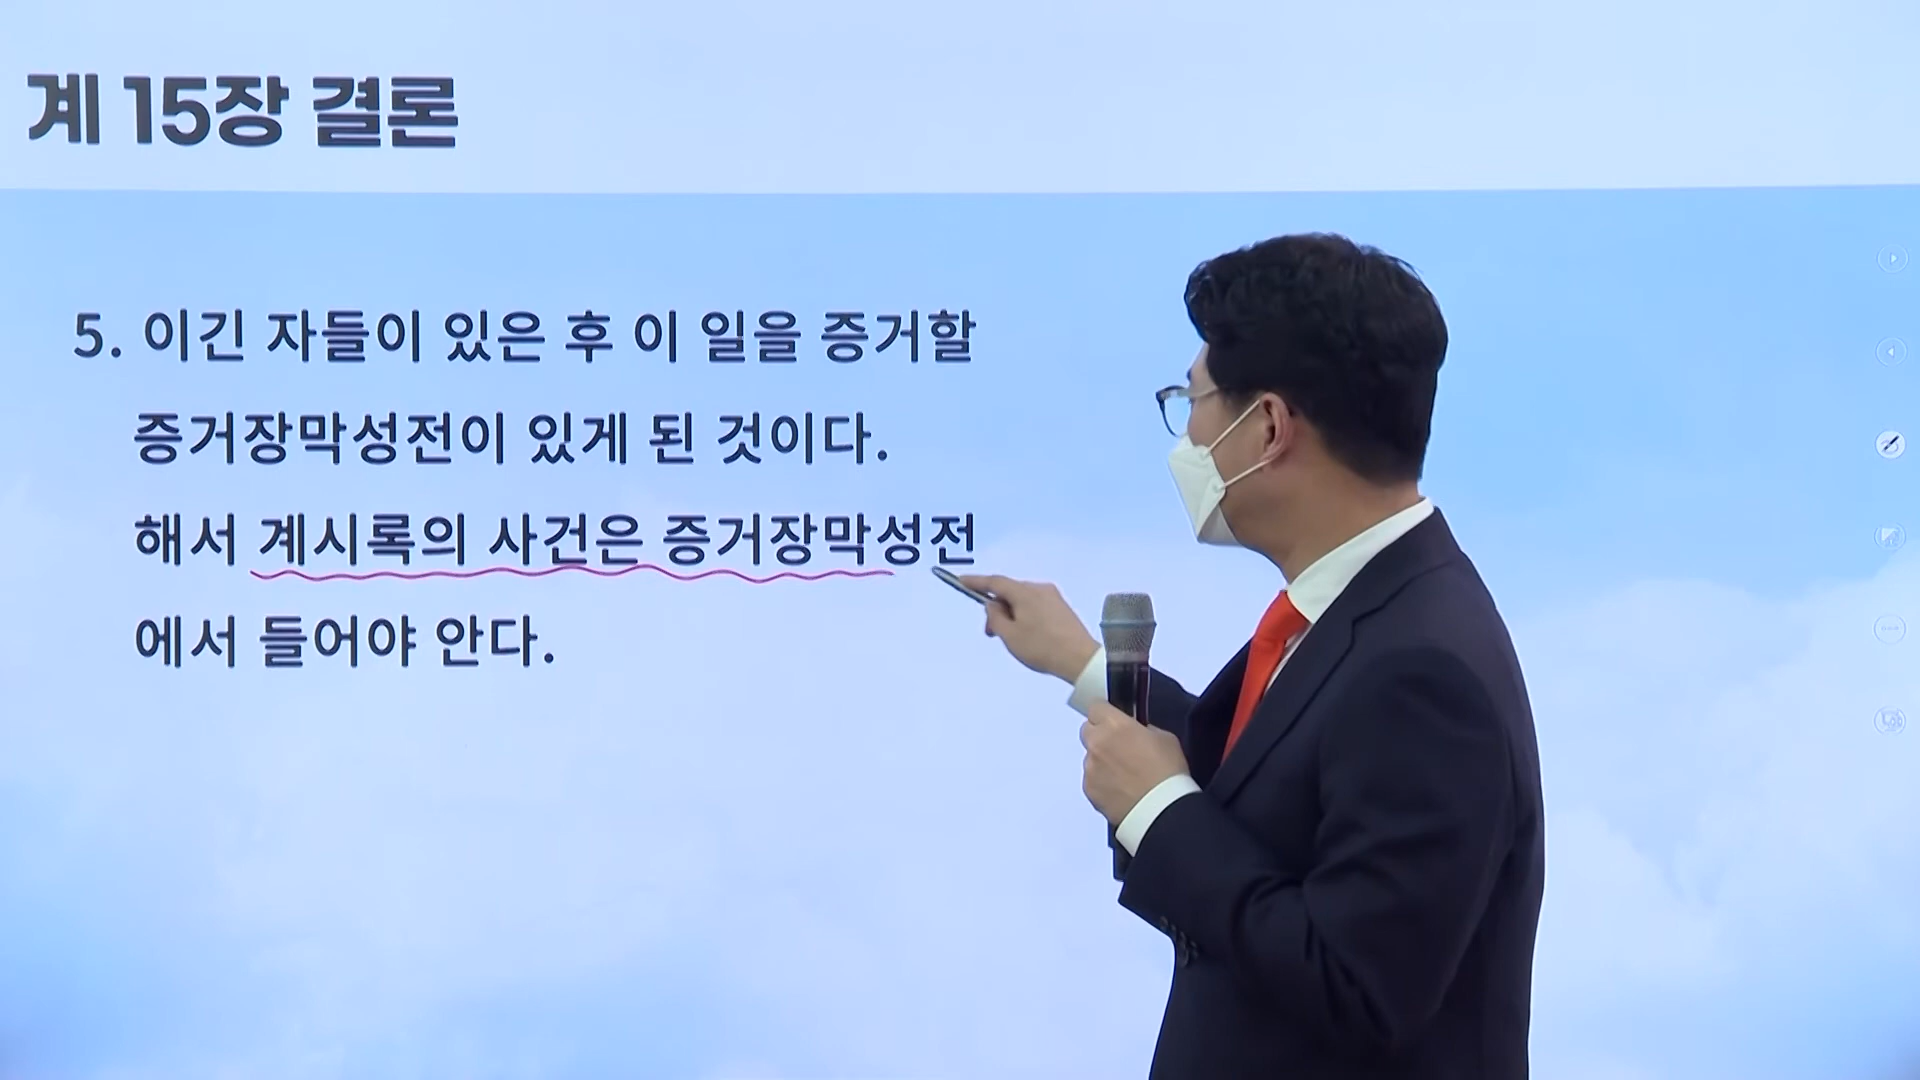 계 15장 결론
5. 이긴 자들이 있은 후 이 일을 증거할
증거장막성전이 있게 된 것이다.
해서 계시록의 사건은 증거장막성전
에서 들어야 안다.